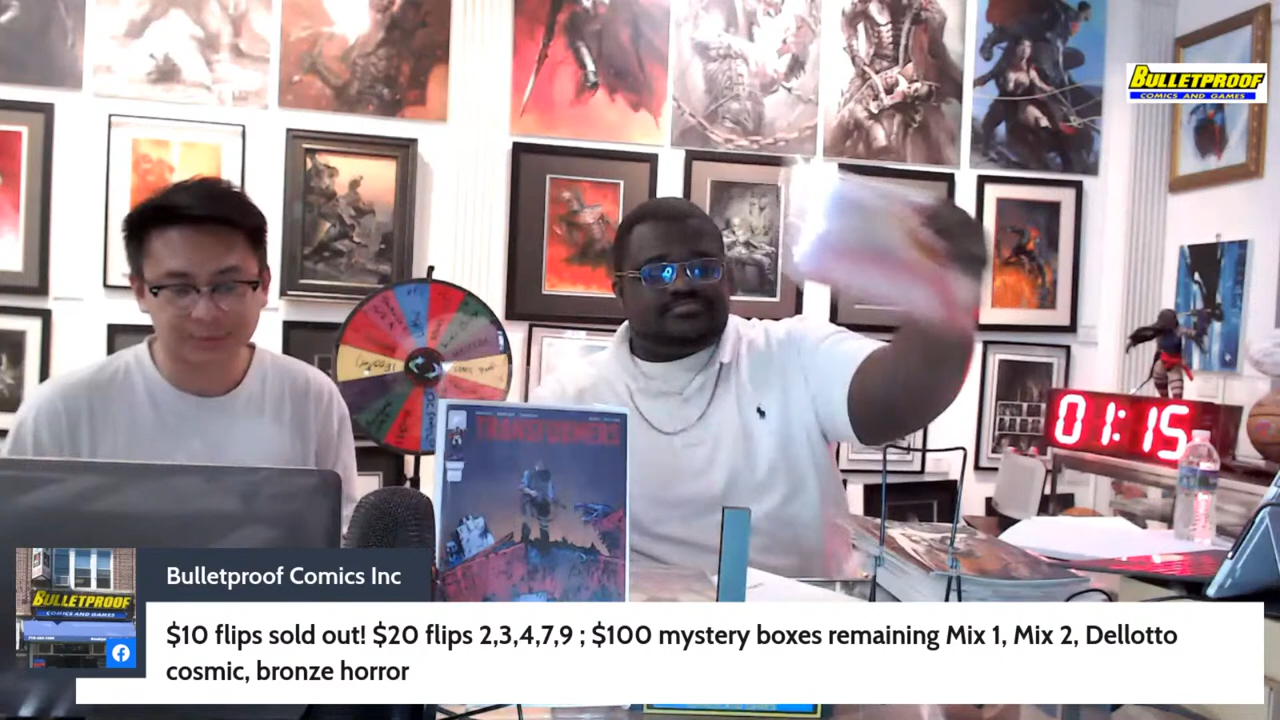 BULLETPROOF
COMICS AND GAMES
TRANSFORMERS
01:15
BULLETPROOF
COMICS AND GAMES
Bulletproof Comics Inc
$10 flips sold out! $20 flips 2,3,4,7,9 ; $100 mystery boxes remaining Mix 1, Mix 2, Dellotto
cosmic, bronze horror